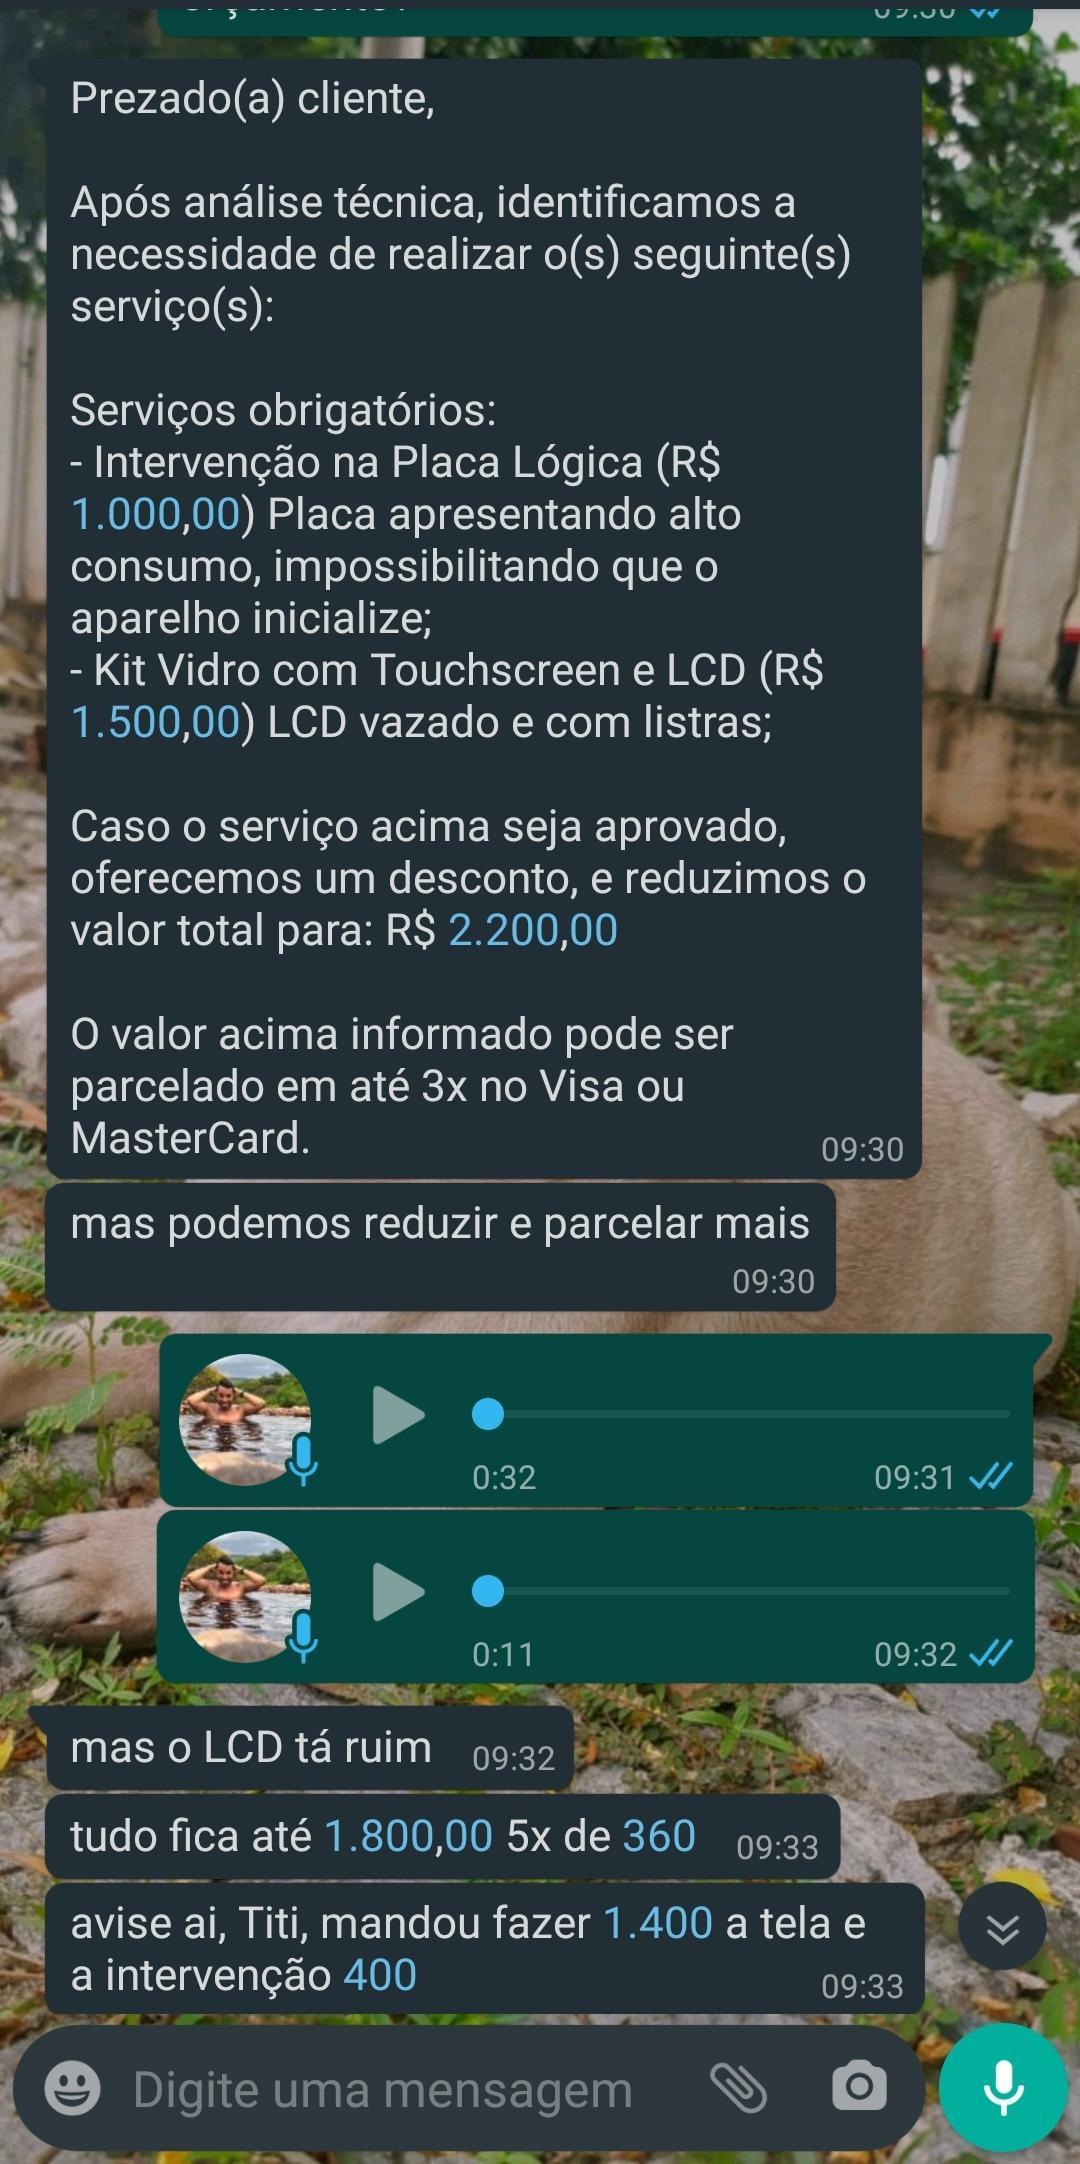 09:30
Prezado(a) cliente,
Após análise técnica, identificamos a
necessidade de realizar o(s) seguinte(s)
serviço(s):
Serviços obrigatórios:
- Intervenção na Placa Lógica (R$
1.000,00) Placa apresentando alto
consumo, impossibilitando que o
aparelho inicialize;
- Kit Vidro com Touchscreen e LCD (R$
1.500,00) LCD vazado e com listras;
Caso o serviço acima seja aprovado,
oferecemos um desconto, e reduzimos o
valor total para: R$ 2.200,00
O valor acima informado pode ser
parcelado em até 3x no Visa ou
MasterCard.
09:30
mas podemos reduzir e parcelar mais
09:30
0:32 09:31
0:11 09:32
mas o LCD tá ruim 09:32
tudo fica até 1.800,00 5x de 360 09:33
avise ai, Titi, mandou fazer 1.400 a tela e
a intervenção 400
09:33
Digite uma mensagem